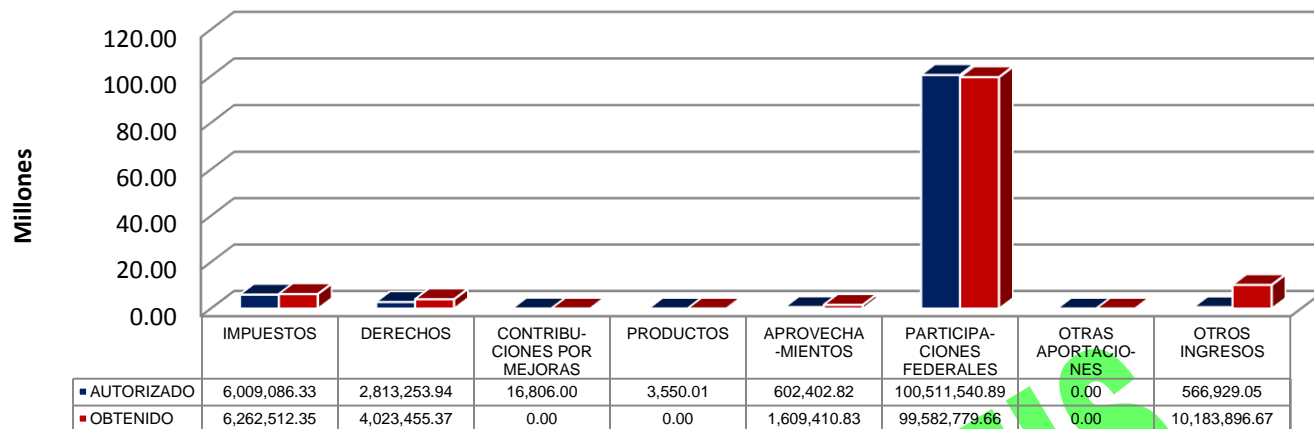 Millones
120.00
100.00
80.00
60.00
40.00
20.00
0.00
IMPUESTOS DERECHOS CONTRIBU-CIONES POR MEJORAS PRODUCTOS APROVECHA-MIENTOS PARTICIPA-CIONES FEDERALES OTRAS APORTACIO-NES OTROS INGRESOS
AUTORIZADO 6,009,086.33 2,813,253.94 16,806.00 3,550.01 602,402.82 100,511,540.89 0.00 566,929.05
OBTENIDO 6,262,512.35 4,023,455.37 0.00 0.00 1,609,410.83 99,582,779.66 0.00 10,183,896.67